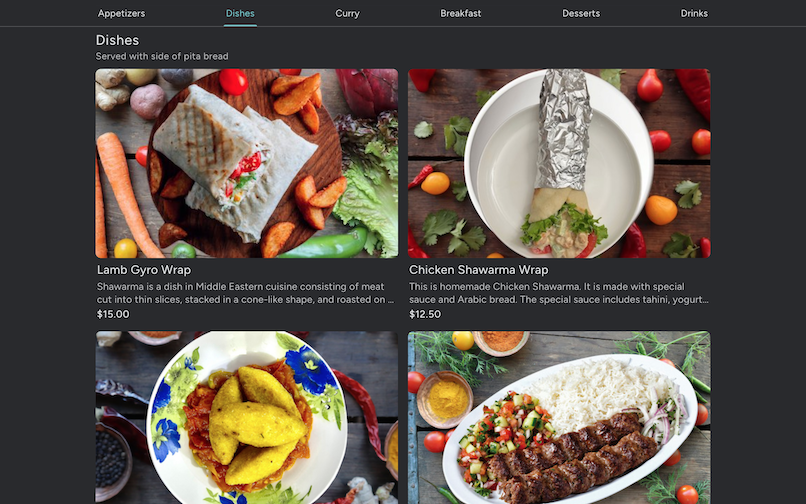 Appetizers
Dishes
Curry
Breakfast
Desserts
Drinks
Dishes
Served with side of pita bread
Lamb Gyro Wrap
Shawarma is a dish in Middle Eastern cuisine consisting of meat
cut into thin slices, stacked in a cone-like shape, and roasted on ...
$15.00
Chicken Shawarma Wrap
This is homemade Chicken Shawarma. It is made with special
sauce and Arabic bread. The special sauce includes tahini, yogurt...
$12.50